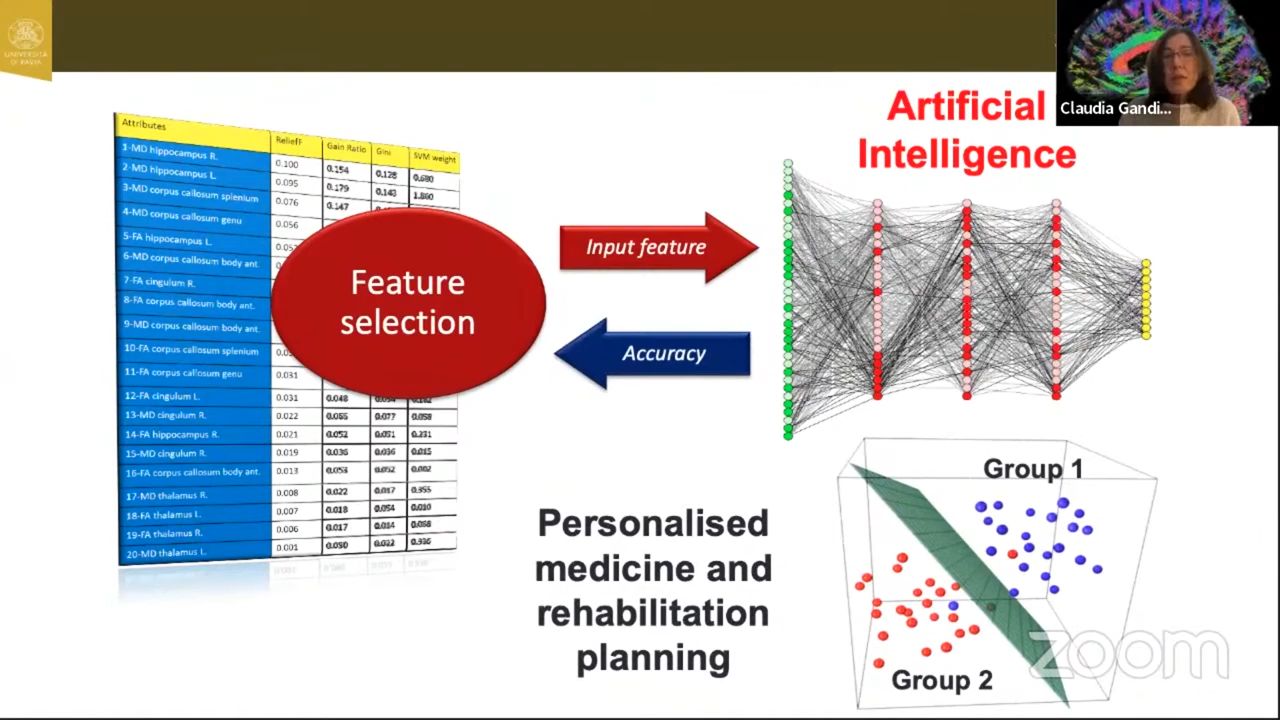 UNIVERSITÀ
DI PAVIA
Claudia Gandi...
Artificial
Intelligence
Attributes ReliefF Gain Ratio Gini SVM weight
1-MD hippocampus R. 0.100 0.154 0.128 0.680
2-MD hippocampus L. 0.095 0.179 0.143 1.860
3-MD corpus callosum splenium 0.076 0.147
4-MD corpus callosum genu 0.056
5-FA hippocampus L.
6-MD corpus callosum body ant.
7-FA cingulum R.
8-FA corpus callosum body ant.
9-MD corpus callosum body ant.
10-FA corpus callosum splenium
11-FA corpus callosum genu 0.031
12-FA cingulum L. 0.031 0.048
13-MD cingulum R. 0.022 0.065 0.077 0.058
14-FA hippocampus R. 0.021 0.052 0.051 0.231
15-MD cingulum R. 0.019 0.036 0.036 0.015
16-FA corpus callosum body ant. 0.013 0.053 0.052 0.002
17-MD thalamus R. 0.008 0.022 0.017 0.355
18-FA thalamus L. 0.007 0.018 0.054 0.010
19-FA thalamus R. 0.006 0.017 0.014 0.088
20-MD thalamus L. 0.001 0.050 0.022 0.336
Feature
selection
Input feature
Accuracy
Personalised
medicine and
rehabilitation
planning
Group 1
Group 2
zoom